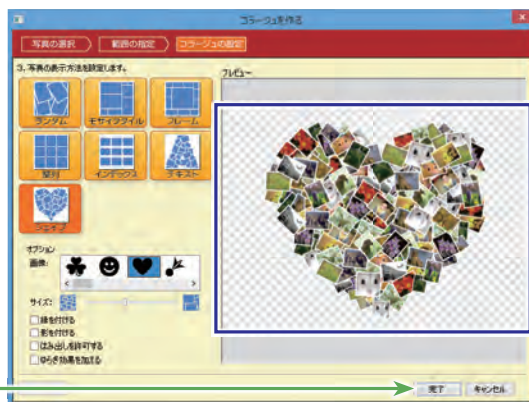 コラージュを作る
写真の選択
範囲の指定
コラージュの設定
3. 写真の表示方法を設定します。
プレビュー
ランダム
モザイクタイル
フレーム
整列
インデックス
テキスト
シェイプ
オプション
画像:
サイズ:
縁を付ける
影を付ける
はみ出しを許可する
ゆらぎ効果を加える
完了
キャンセル